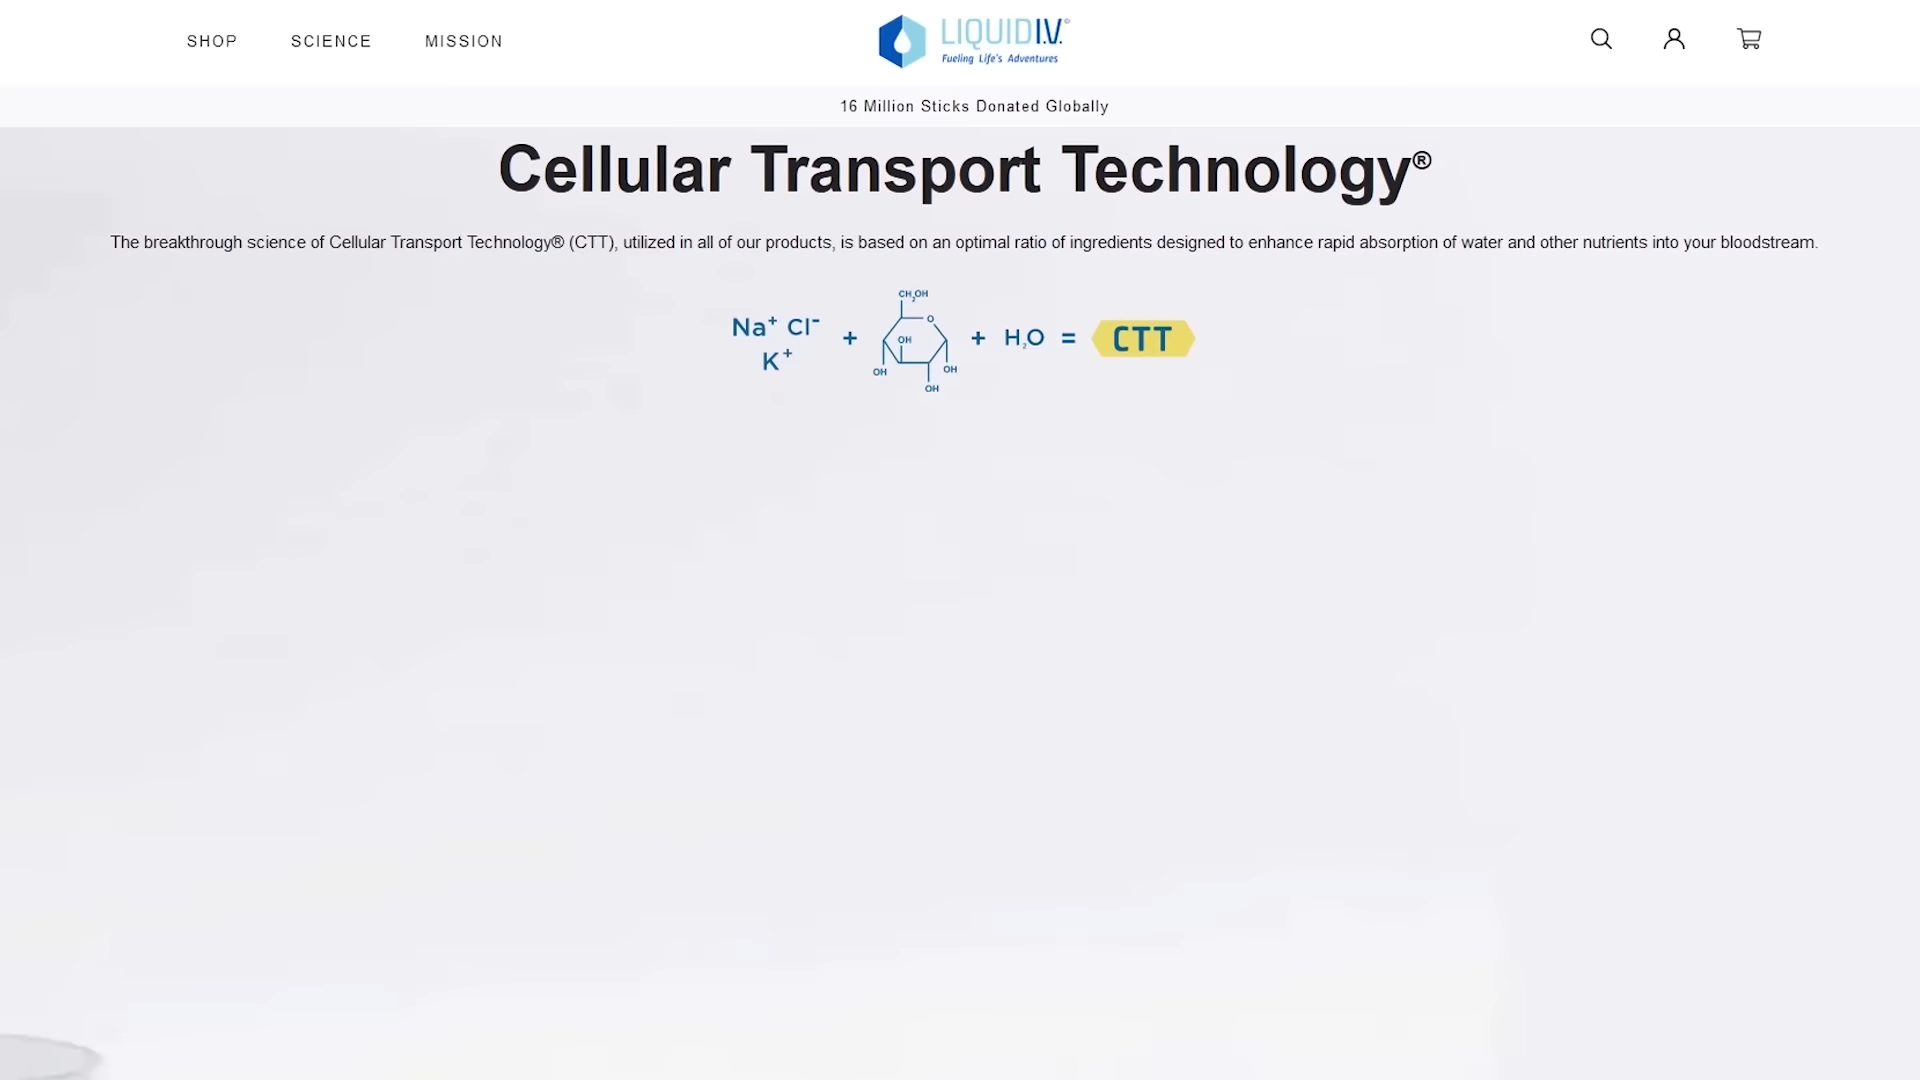 SHOP SCIENCE MISSION
LIQUID I.V.®
Fueling Life's Adventures
16 Million Sticks Donated Globally
Cellular Transport Technology®
The breakthrough science of Cellular Transport Technology® (CTT), utilized in all of our products, is based on an optimal ratio of ingredients designed to enhance rapid absorption of water and other nutrients into your bloodstream.
CH₂OH
Na⁺ Cl⁻
K⁺
+
O
OH
OH
OH
OH
+ H₂O = CTT